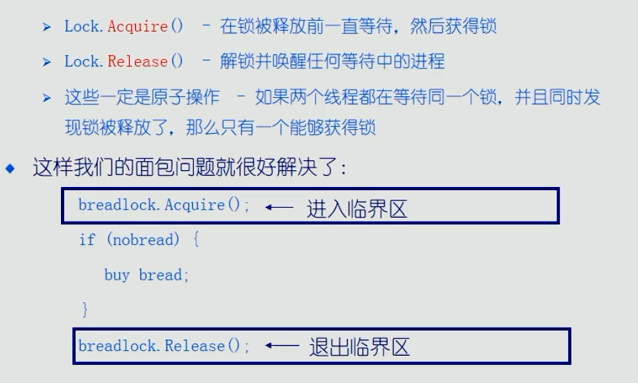 Lock.Acquire() - 在锁被释放前一直等待，然后获得锁
Lock.Release() - 解锁并唤醒任何等待中的进程
这些一定是原子操作 - 如果两个线程都在等待同一个锁，并且同时发
现锁被释放了，那么只有一个能够获得锁
这样我们的面包问题就很好解决了：
breadlock.Acquire(); ← 进入临界区
if (nobread) {
buy bread;
}
breadlock.Release(); ← 退出临界区